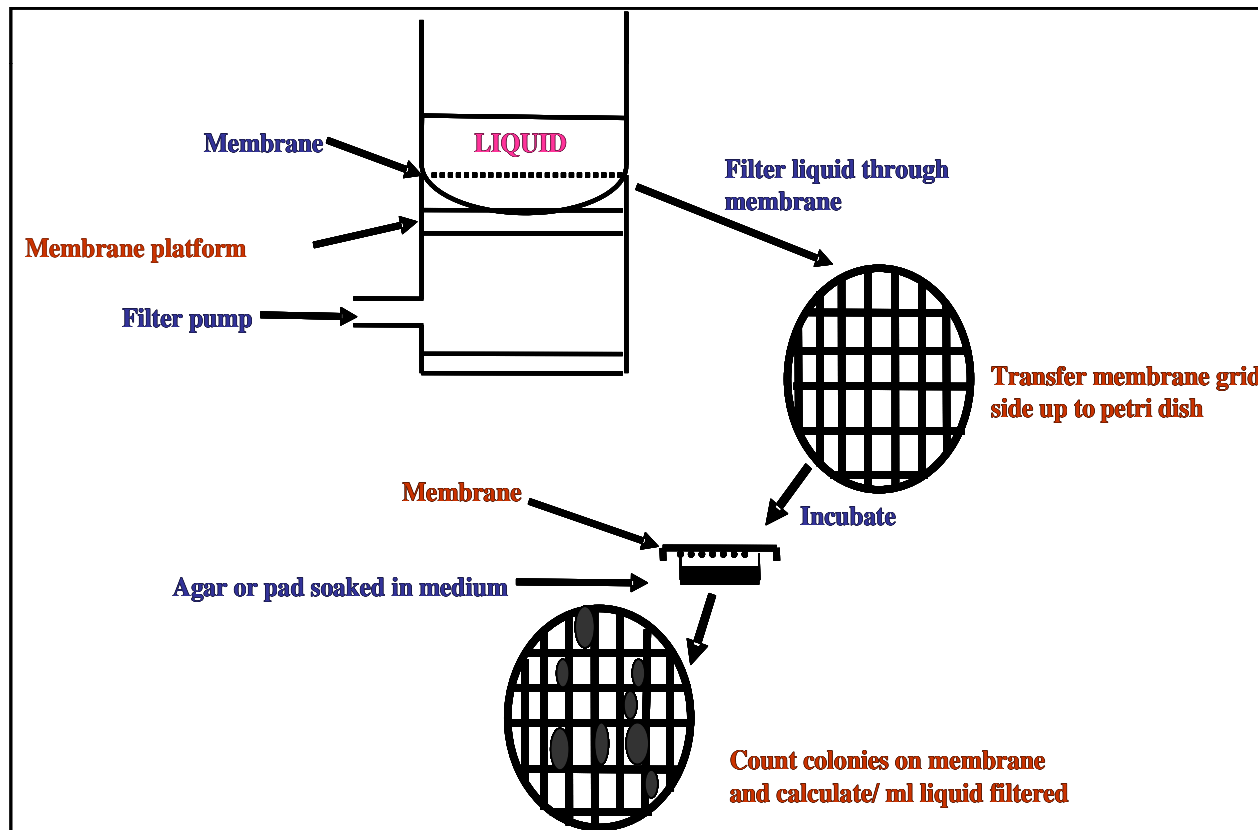 LIQUID
Membrane
Filter liquid through
membrane
Membrane platform
Filter pump
Transfer membrane grid
side up to petri dish
Membrane
Incubate
Agar or pad soaked in medium
Count colonies on membrane
and calculate/ ml liquid filtered